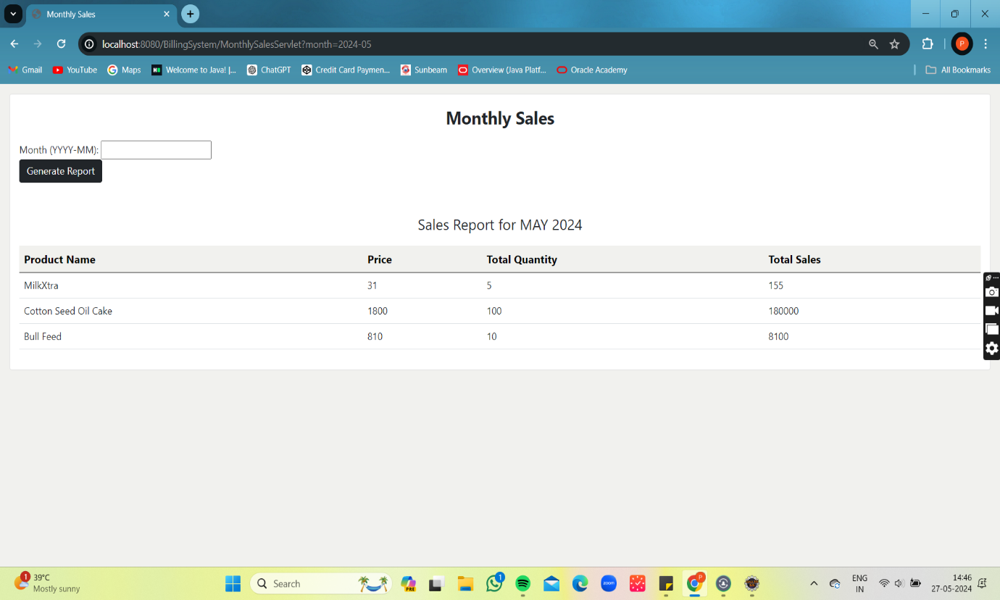 Monthly Sales
localhost:8080/BillingSystem/MonthlySalesServlet?month=2024-05
P
Gmail YouTube Maps Welcome to Java! |... ChatGPT Credit Card Paymen... Sunbeam Overview (Java Platf... Oracle Academy All Bookmarks
Monthly Sales
Month (YYYY-MM):
Generate Report
Sales Report for MAY 2024
Product Name Price Total Quantity Total Sales
MilkXtra 31 5 155
Cotton Seed Oil Cake 1800 100 180000
Bull Feed 810 10 8100
1 39°C
Mostly sunny
Search
PRE
1
zoom
P
ENG
IN
14:46
27-05-2024